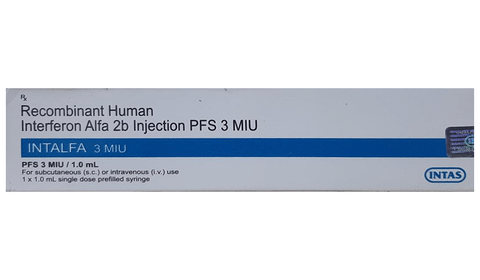 Rx
Recombinant Human
Interferon Alfa 2b Injection PFS 3 MIU
INTALFA 3 MIU
PFS 3 MIU / 1.0 mL
For subcutaneous (s.c.) or intravenous (i.v.) use
1 x 1.0 mL single dose prefilled syringe
INTAS